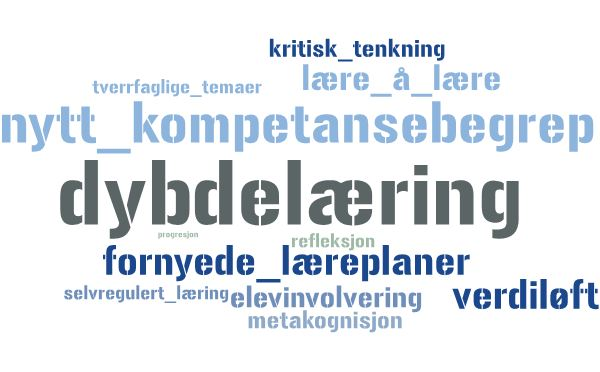 kritisk_tenkning
tverrfaglige_temaer
lære_å_lære
nytt_kompetansebegrep
dybdelæring
progresjon
refleksjon
fornyede_læreplaner
selvregulert_læring
elevinvolvering
verdiløft
metakognisjon